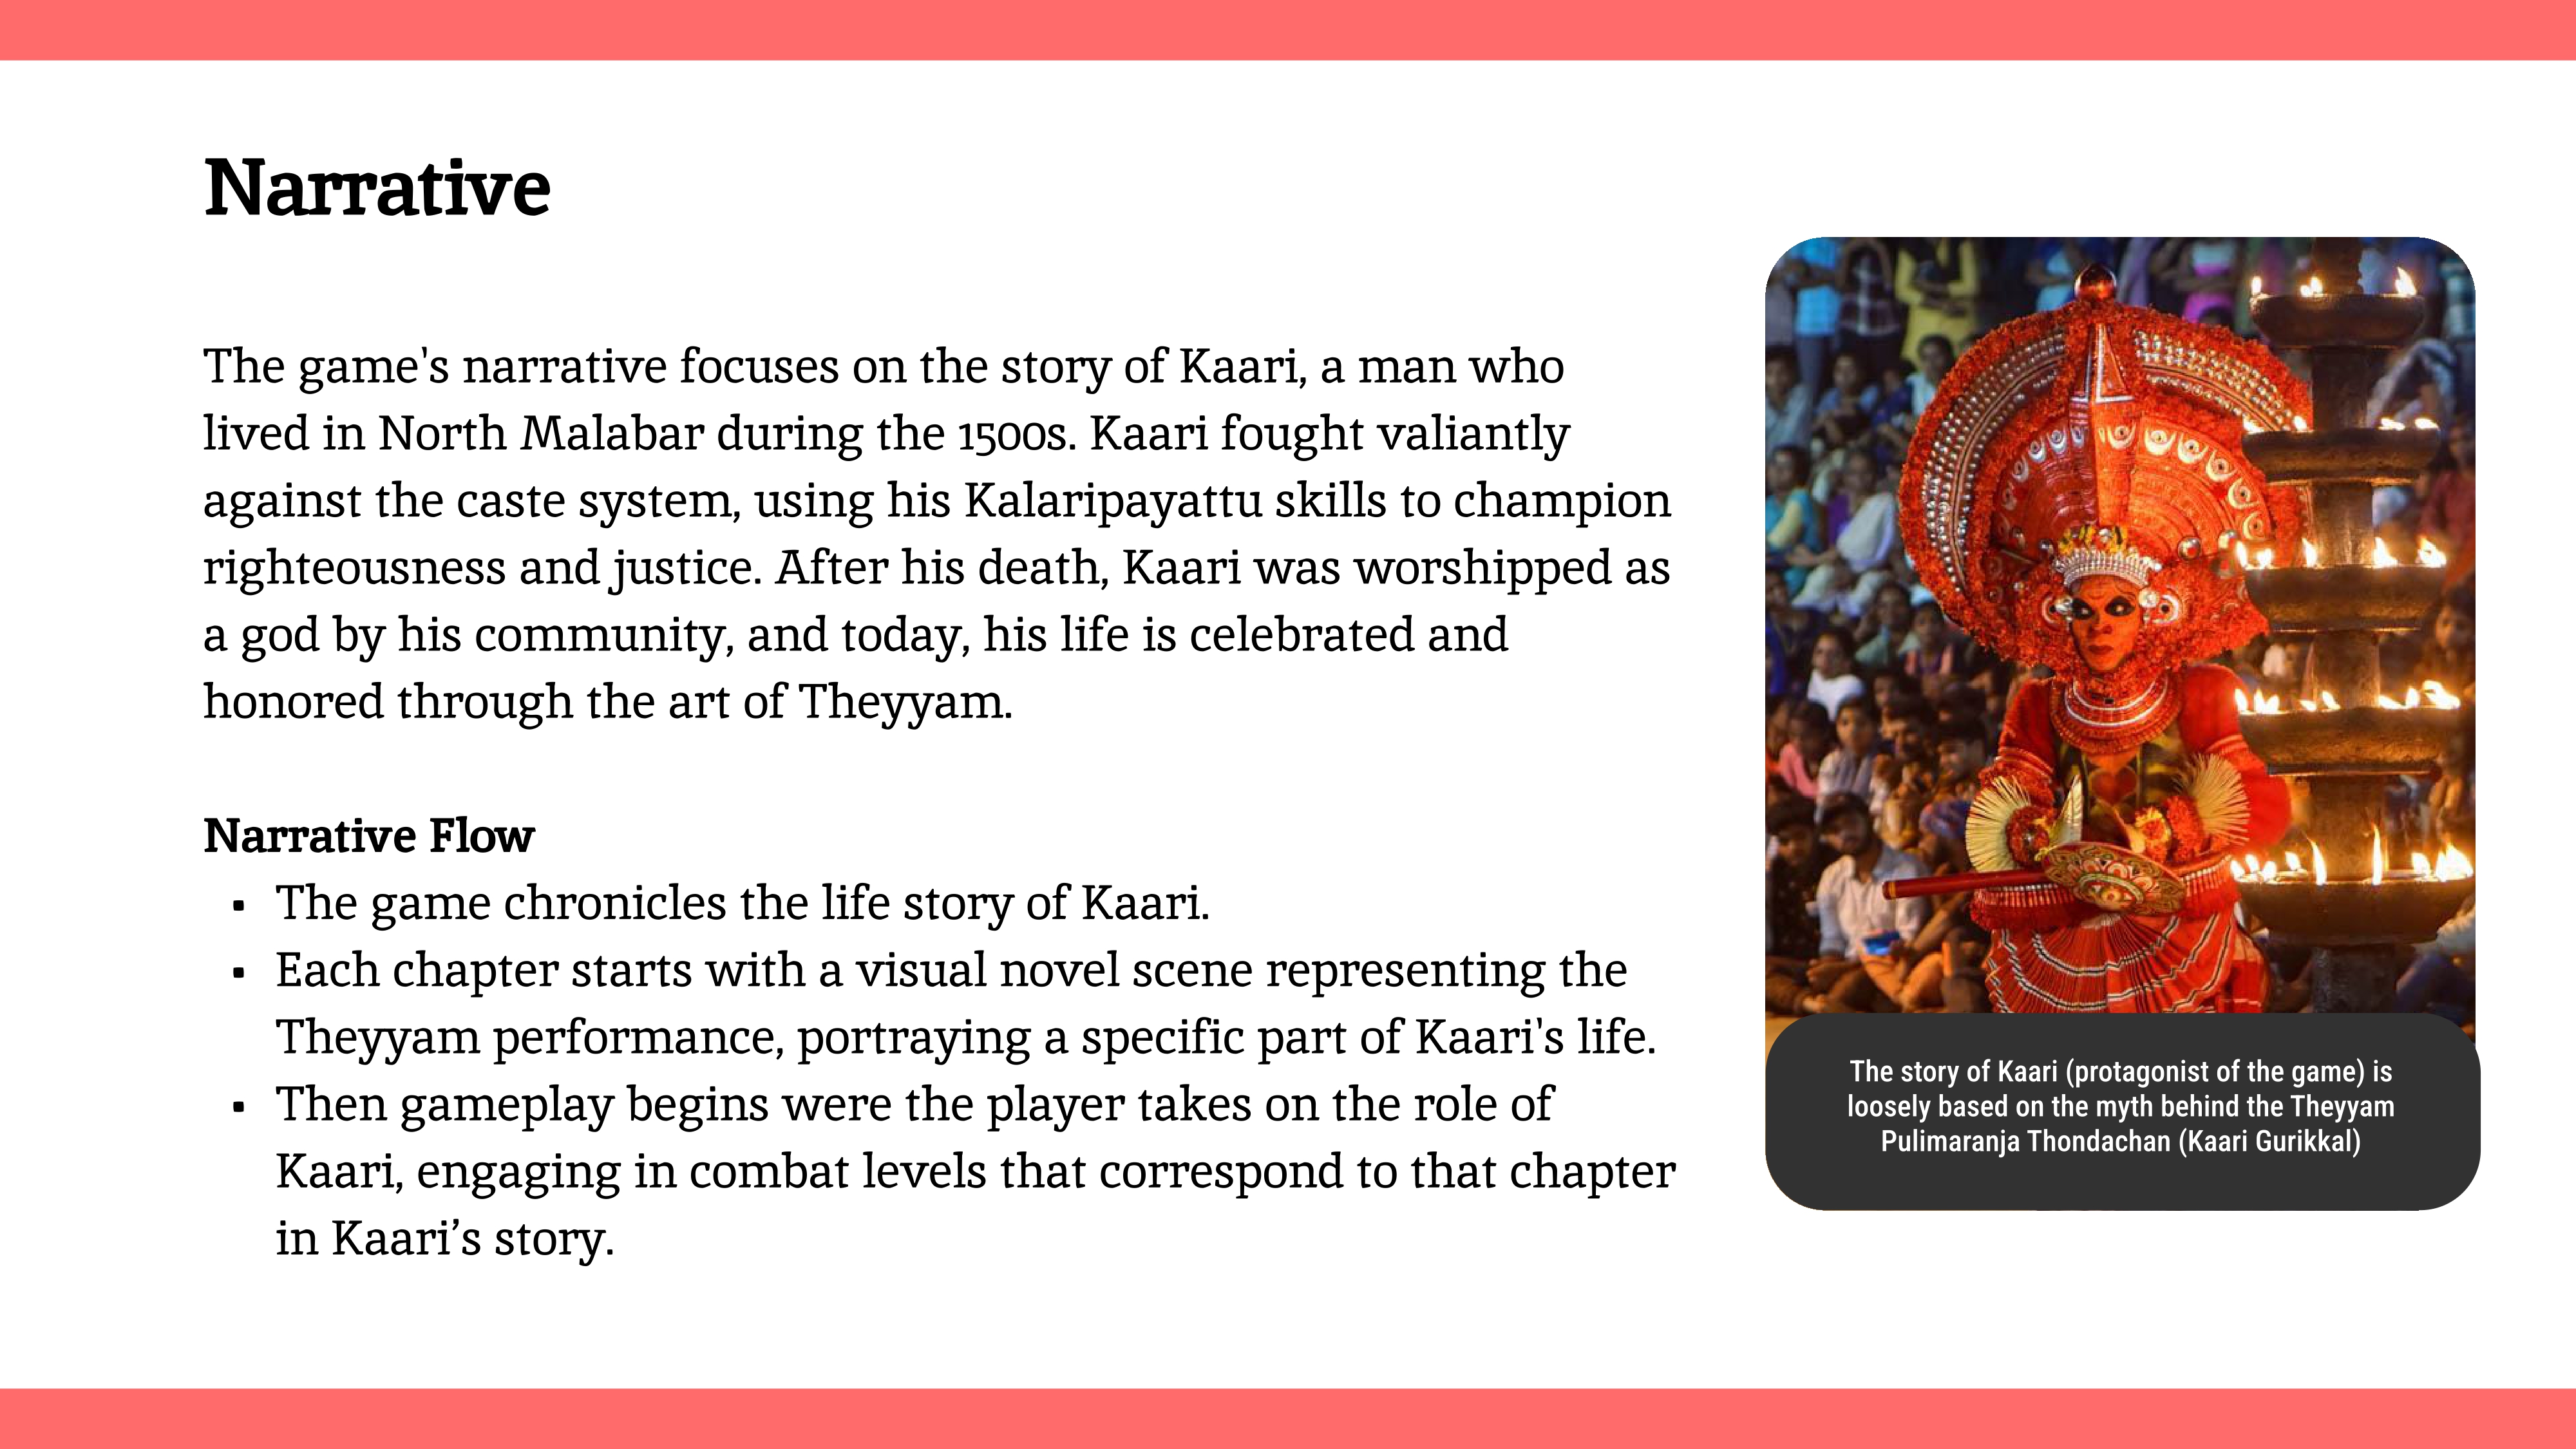 Narrative
The game's narrative focuses on the story of Kaari, a man who
lived in North Malabar during the 1500s. Kaari fought valiantly
against the caste system, using his Kalaripayattu skills to champion
righteousness and justice. After his death, Kaari was worshipped as
a god by his community, and today, his life is celebrated and
honored through the art of Theyyam.
Narrative Flow
▪ The game chronicles the life story of Kaari.
▪ Each chapter starts with a visual novel scene representing the
Theyyam performance, portraying a specific part of Kaari's life.
▪ Then gameplay begins were the player takes on the role of
Kaari, engaging in combat levels that correspond to that chapter
in Kaari’s story.
The story of Kaari (protagonist of the game) is
loosely based on the myth behind the Theyyam
Pulimaranja Thondachan (Kaari Gurikkal)